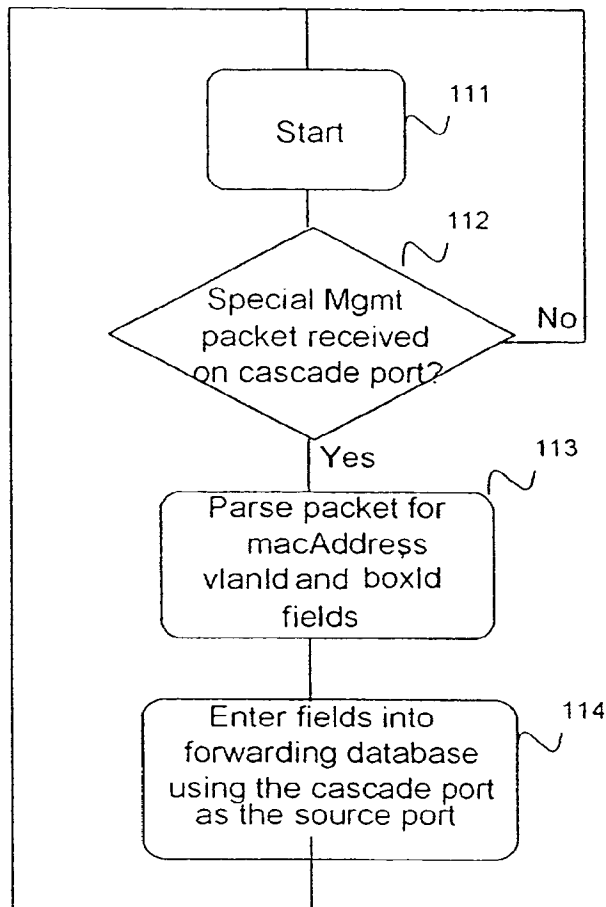 111
Start
112
Special Mgmt
packet received
on cascade port?
No
Yes
113
Parse packet for
macAddress
vlanId and boxId
fields
114
Enter fields into
forwarding database
using the cascade port
as the source port